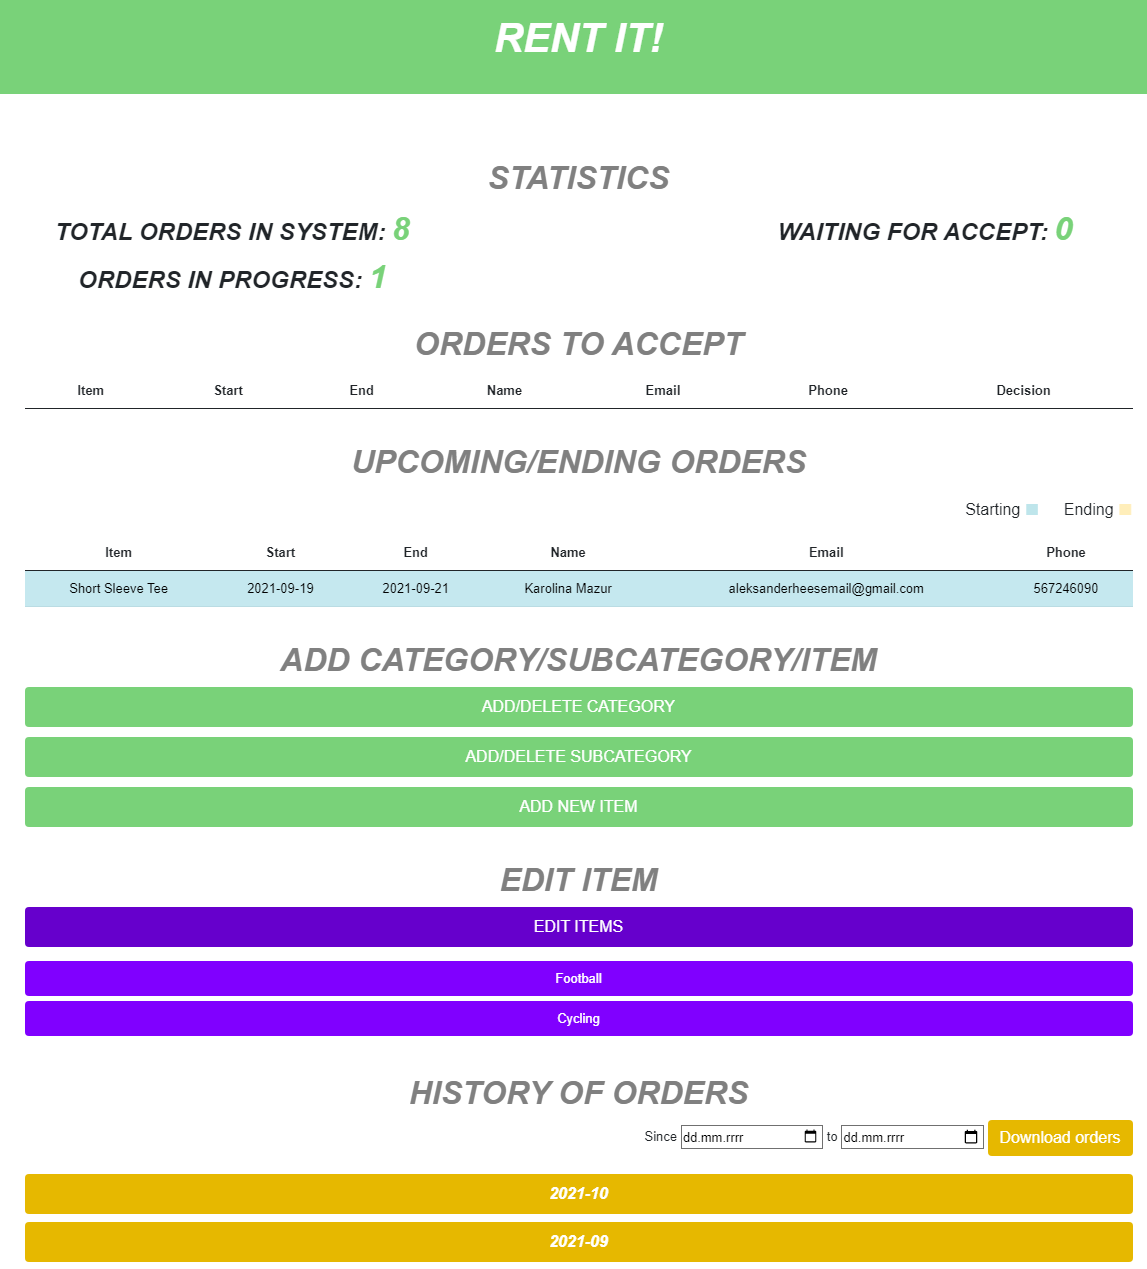 RENT IT!
STATISTICS
TOTAL ORDERS IN SYSTEM: 8 WAITING FOR ACCEPT: 0
ORDERS IN PROGRESS: 1
ORDERS TO ACCEPT
Item Start End Name Email Phone Decision
UPCOMING/ENDING ORDERS
Starting Ending
Item Start End Name Email Phone
Short Sleeve Tee 2021-09-19 2021-09-21 Karolina Mazur aleksanderheesemail@gmail.com 567246090
ADD CATEGORY/SUBCATEGORY/ITEM
ADD/DELETE CATEGORY
ADD/DELETE SUBCATEGORY
ADD NEW ITEM
EDIT ITEM
EDIT ITEMS
Football
Cycling
HISTORY OF ORDERS
Since dd.mm.rrrr to dd.mm.rrrr Download orders
2021-10
2021-09